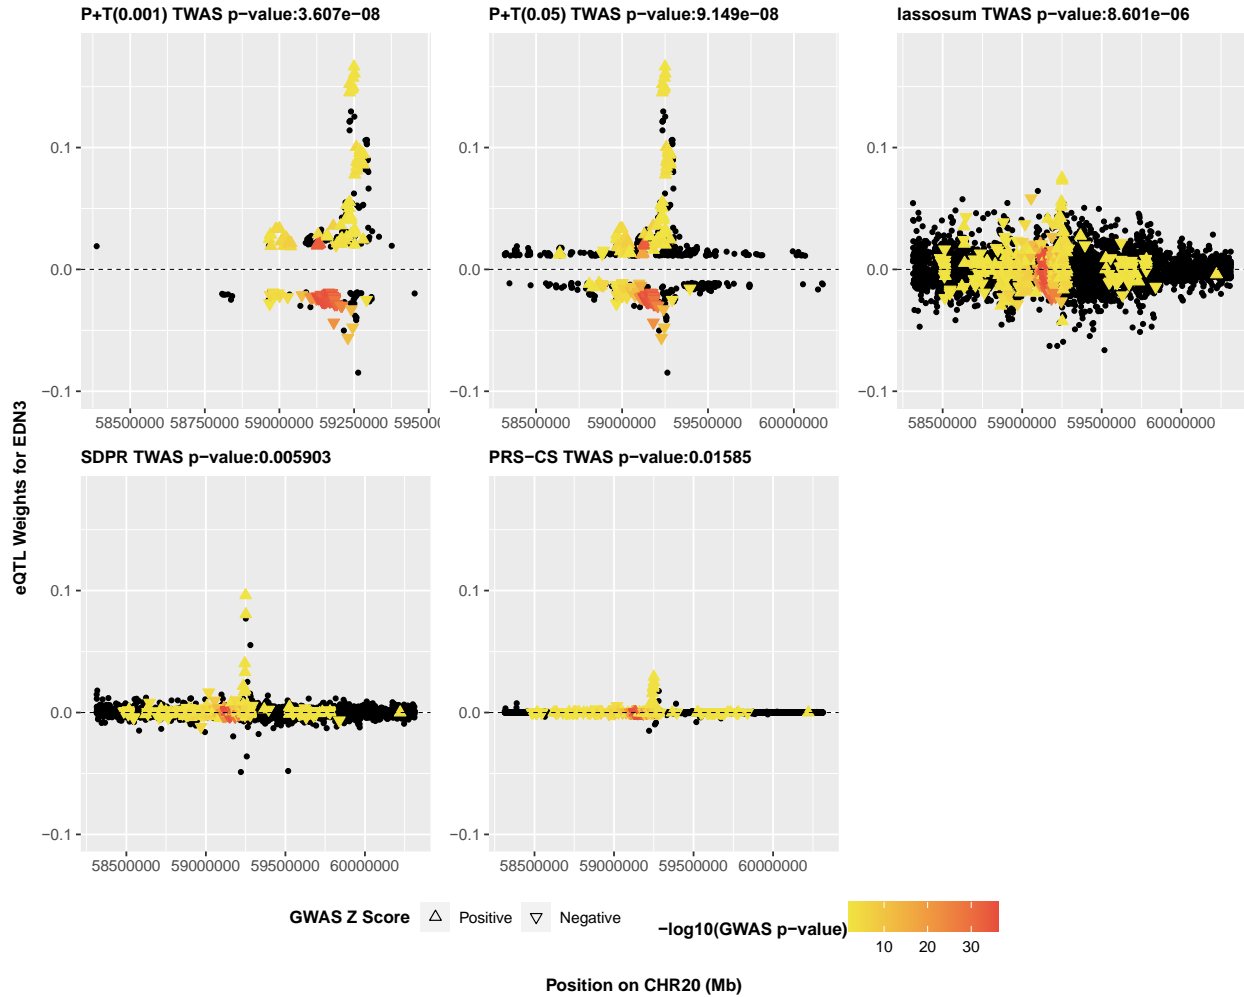 P+T(0.001) TWAS p−value:3.607e−08
P+T(0.05) TWAS p−value:9.149e−08
lassosum TWAS p−value:8.601e−06
0.1
0.0
−0.1
58500000 58750000 59000000 59250000 595000(
0.1
0.0
−0.1
58500000 59000000 59500000 60000000
0.1
0.0
−0.1
58500000 59000000 59500000 60000000
eQTL Weights for EDN3
SDPR TWAS p−value:0.005903
PRS−CS TWAS p−value:0.01585
0.1
0.0
−0.1
58500000 59000000 59500000 60000000
0.1
0.0
−0.1
58500000 59000000 59500000 60000000
GWAS Z Score Positive Negative
−log10(GWAS p−value)
10 20 30
Position on CHR20 (Mb)